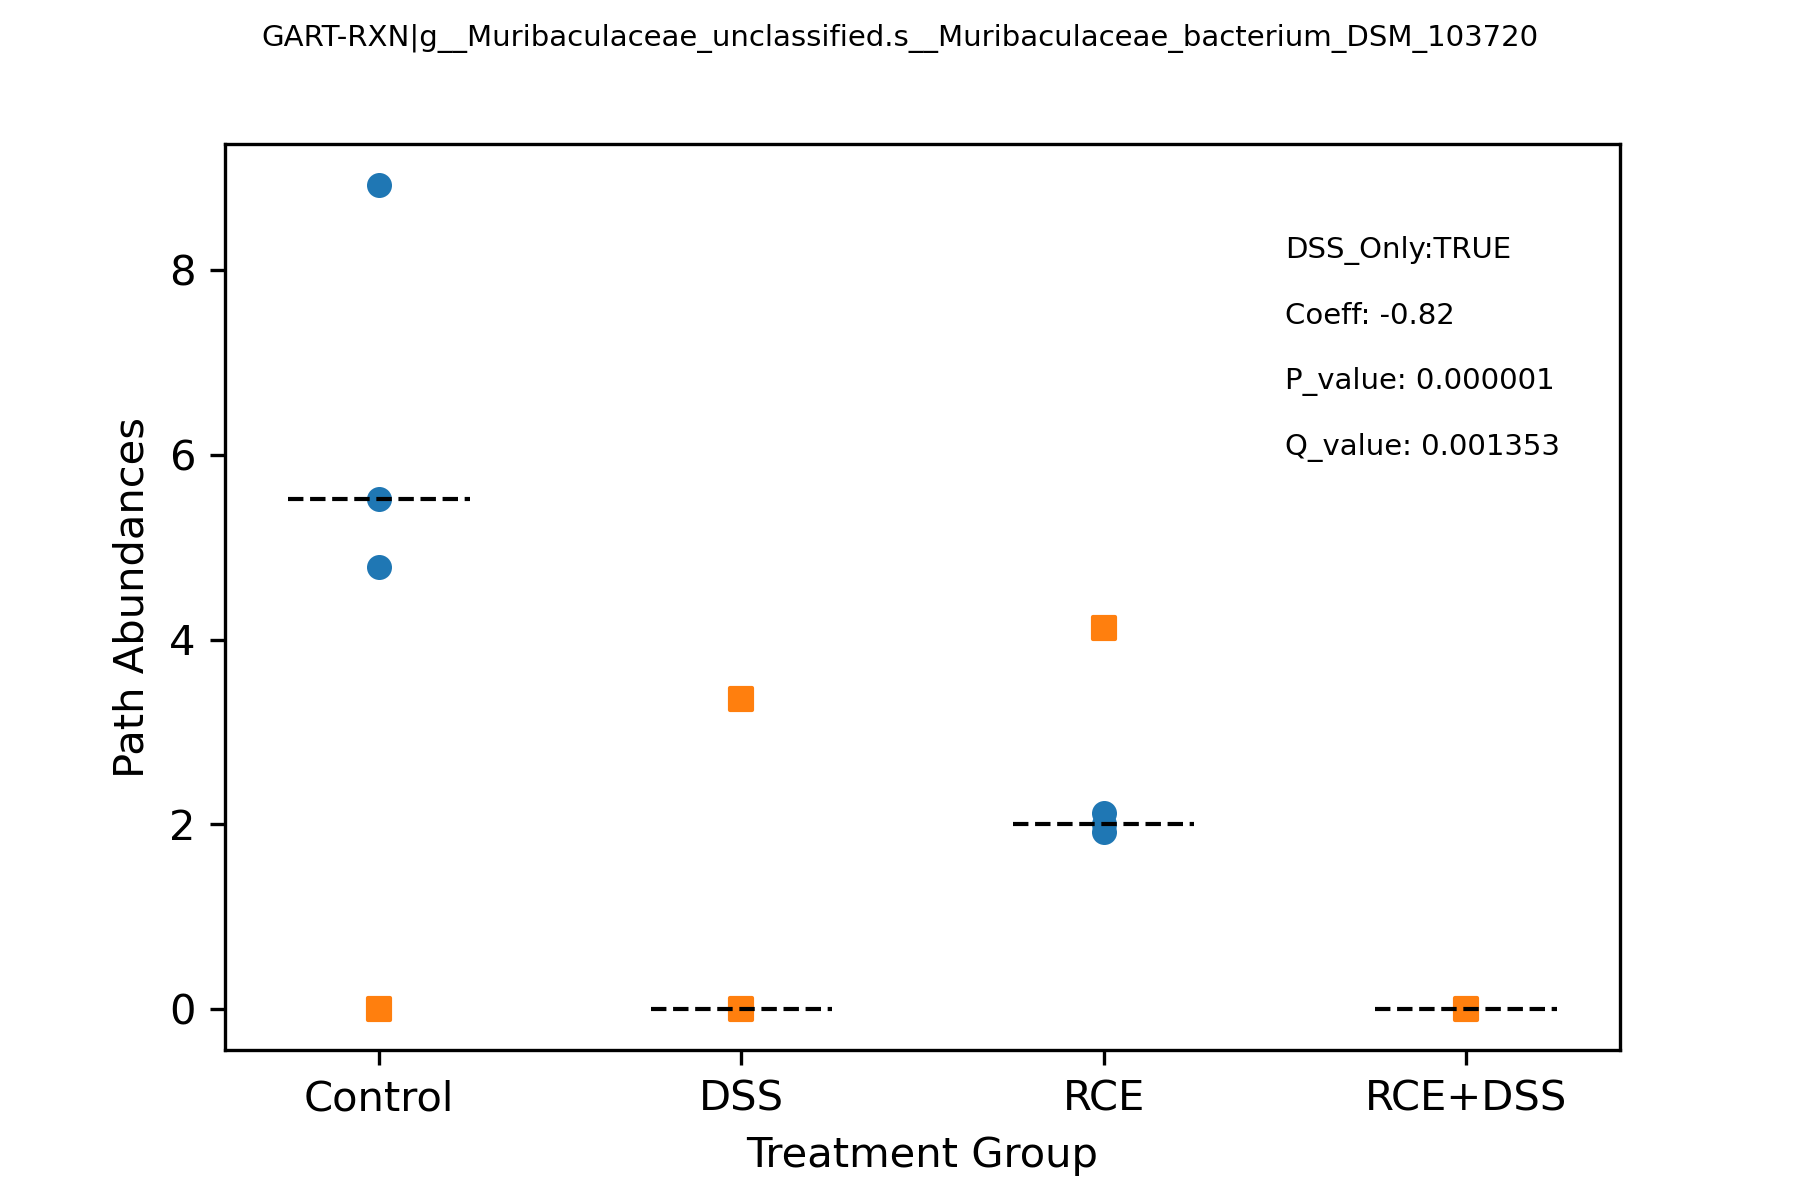 GART-RXN|g__Muribaculaceae_unclassified.s__Muribaculaceae_bacterium_DSM_103720
DSS_Only:TRUE
Coeff: -0.82
P_value: 0.000001
Q_value: 0.001353
Path Abundances
8
6
4
2
0
Control DSS RCE RCE+DSS
Treatment Group